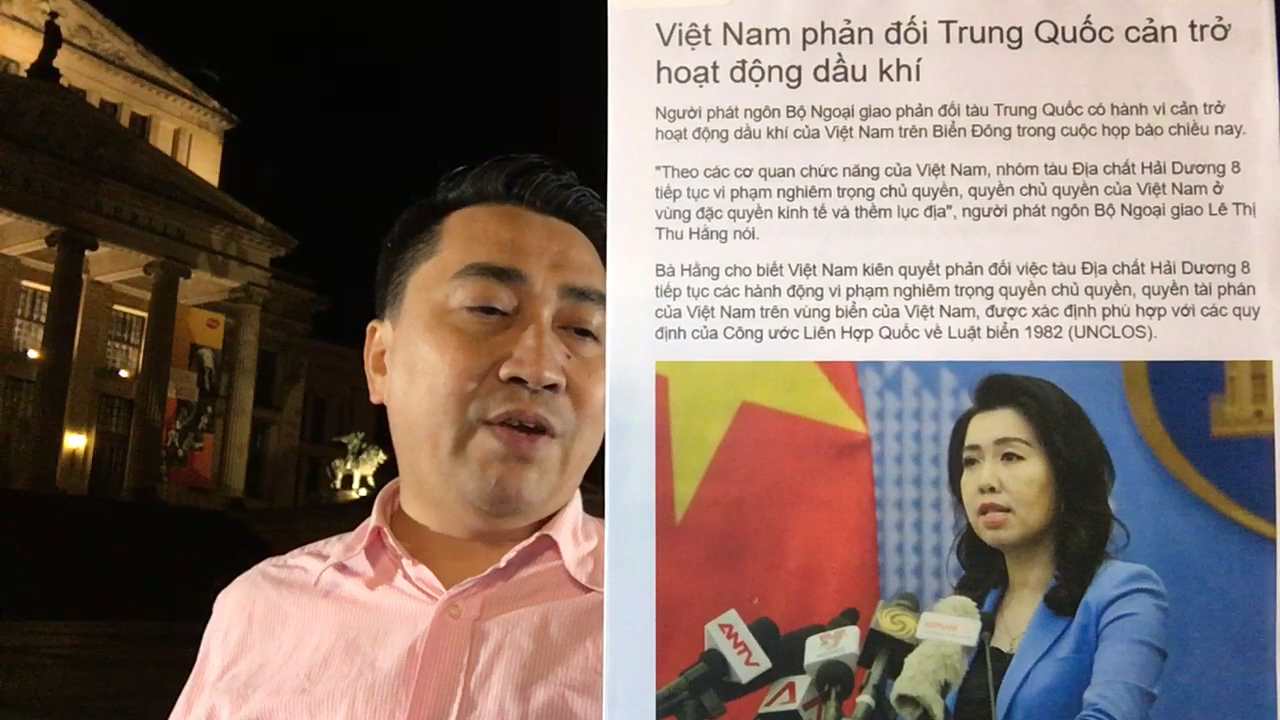 Việt Nam phản đối Trung Quốc cản trở
hoạt động dầu khí
Người phát ngôn Bộ Ngoại giao phản đối tàu Trung Quốc có hành vi cản trở
hoạt động dầu khí của Việt Nam trên Biển Đông trong cuộc họp báo chiều nay.
"Theo các cơ quan chức năng của Việt Nam, nhóm tàu Địa chất Hải Dương 8
tiếp tục vi phạm nghiêm trọng chủ quyền, quyền chủ quyền của Việt Nam ở
vùng đặc quyền kinh tế và thềm lục địa", người phát ngôn Bộ Ngoại giao Lê Thị
Thu Hằng nói.
Bà Hằng cho biết Việt Nam kiên quyết phản đối việc tàu Địa chất Hải Dương 8
tiếp tục các hành động vi phạm nghiêm trọng quyền chủ quyền, quyền tài phán
của Việt Nam trên vùng biển của Việt Nam, được xác định phù hợp với các quy
định của Công ước Liên Hợp Quốc về Luật biển 1982 (UNCLOS).
ANTV